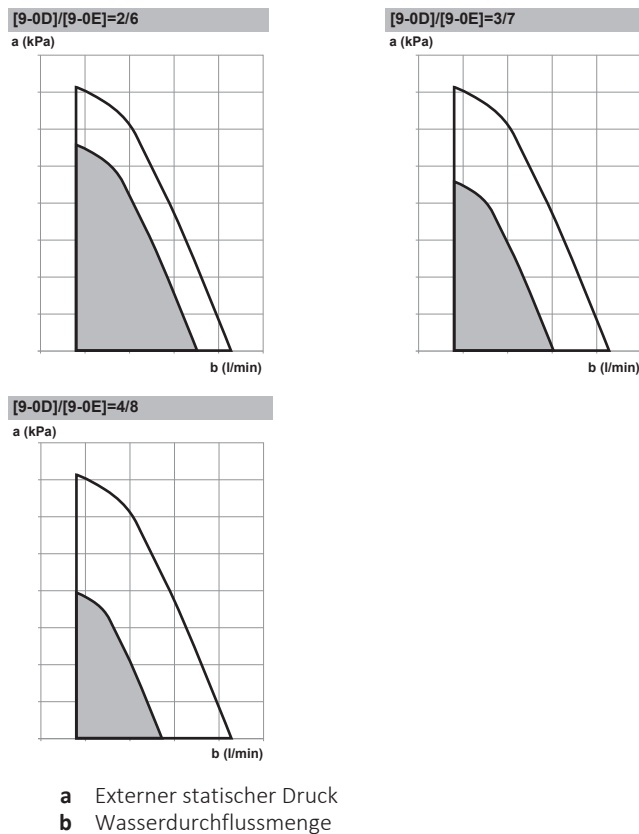 [9-0D]/[9-0E]=2/6
a (kPa)
b (l/min)
[9-0D]/[9-0E]=3/7
a (kPa)
b (l/min)
[9-0D]/[9-0E]=4/8
a (kPa)
b (l/min)
a Externer statischer Druck
b Wasserdurchflussmenge